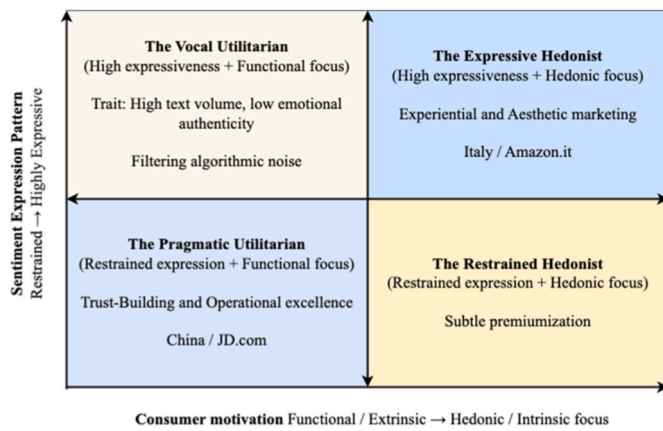 Sentiment Expression Pattern
Restrained → Highly Expressive
The Vocal Utilitarian
(High expressiveness + Functional focus)
Trait: High text volume, low emotional
authenticity
Filtering algorithmic noise
The Expressive Hedonist
(High expressiveness + Hedonic focus)
Experiential and Aesthetic marketing
Italy / Amazon.it
The Pragmatic Utilitarian
(Restrained expression + Functional focus)
Trust-Building and Operational excellence
China / JD.com
The Restrained Hedonist
(Restrained expression + Hedonic focus)
Subtle premiumization
Consumer motivation Functional / Extrinsic → Hedonic / Intrinsic focus